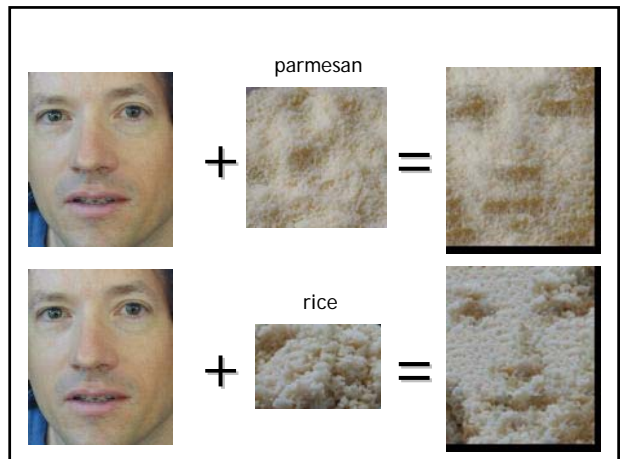 parmesan
+ =
rice
+ =